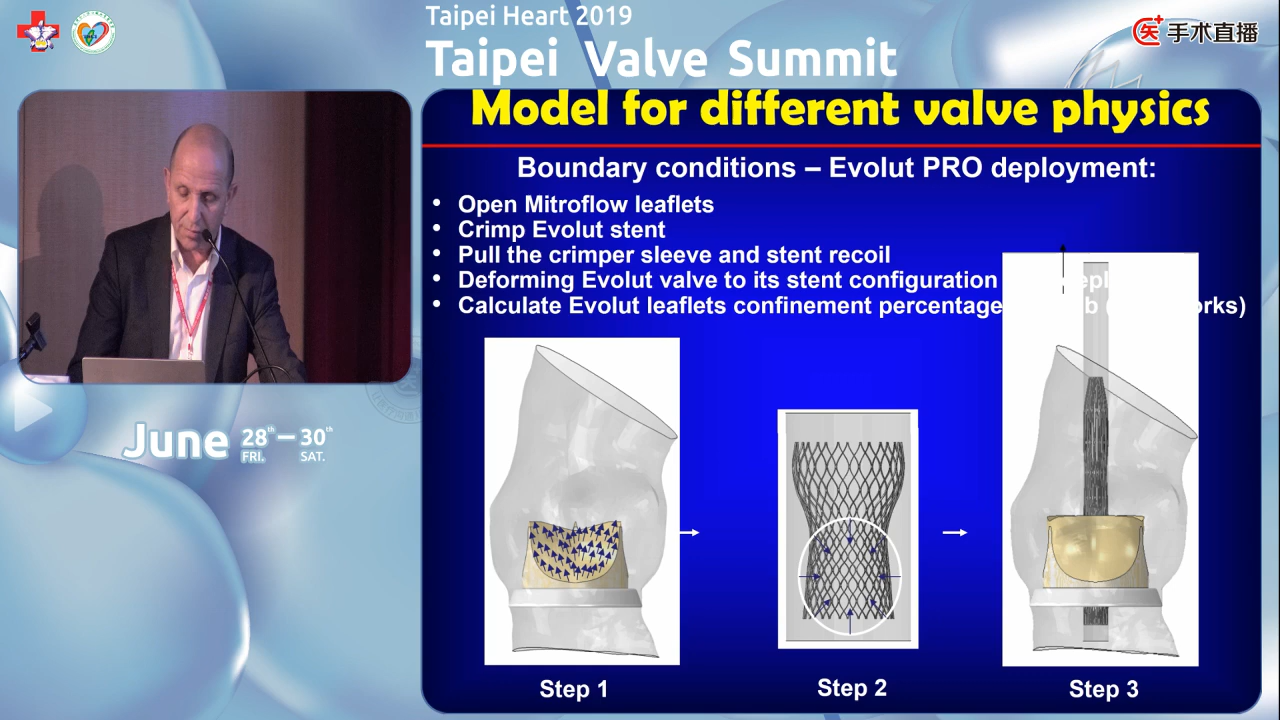 Taipei Heart 2019
Taipei Valve Summit
手术直播
Model for different valve physics
Boundary conditions – Evolut PRO deployment:
• Open Mitroflow leaflets
• Crimp Evolut stent
• Pull the crimper sleeve and stent recoil
• Deforming Evolut valve to its stent configuration
• Calculate Evolut leaflets confinement percentage
June 28th – 30th
FRI. SAT.
Step 1
Step 2
Step 3